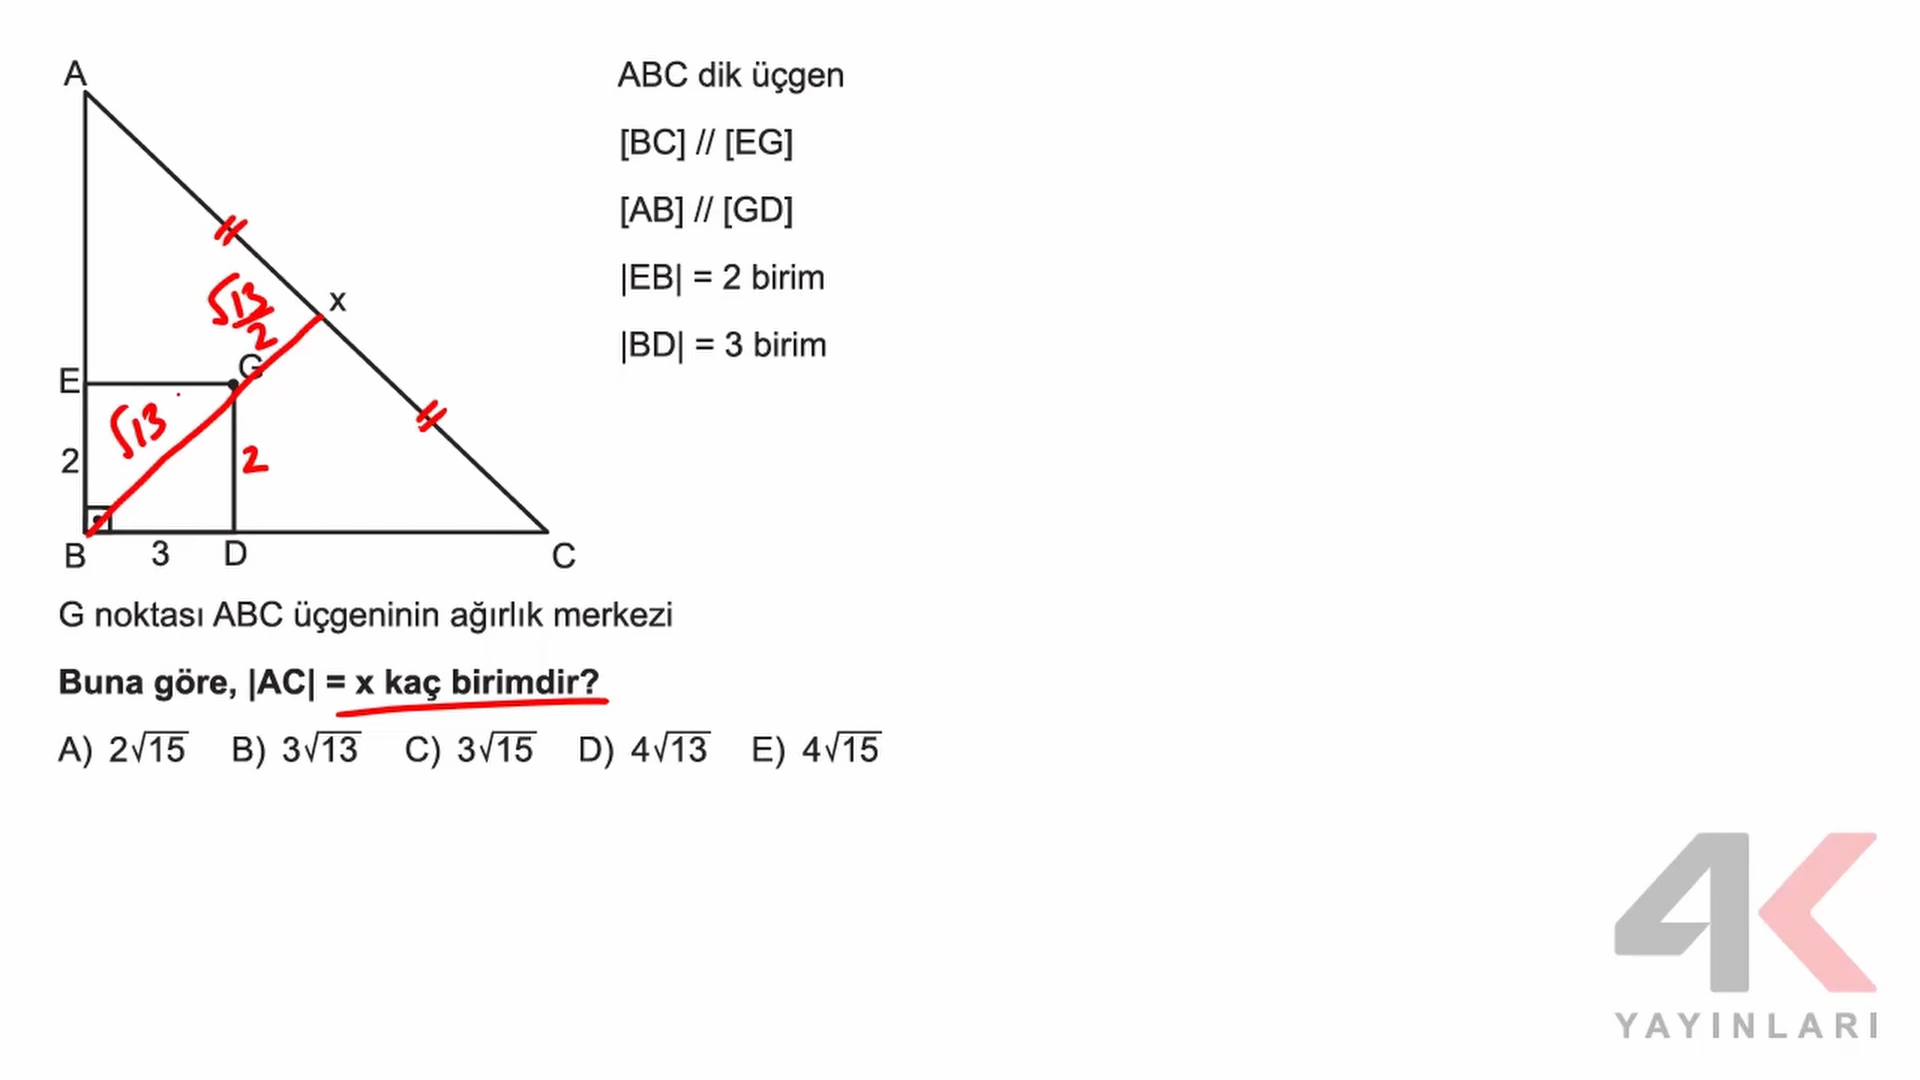 A
ABC dik üçgen
[BC] // [EG]
[AB] // [GD]
|EB| = 2 birim
|BD| = 3 birim
x
√13/2
E
G
√13
2
2
B
3
D
C
G noktası ABC üçgeninin ağırlık merkezi
Buna göre, |AC| = x kaç birimdir?
A) 2√15 B) 3√13 C) 3√15 D) 4√13 E) 4√15
4K
YAYINLARI